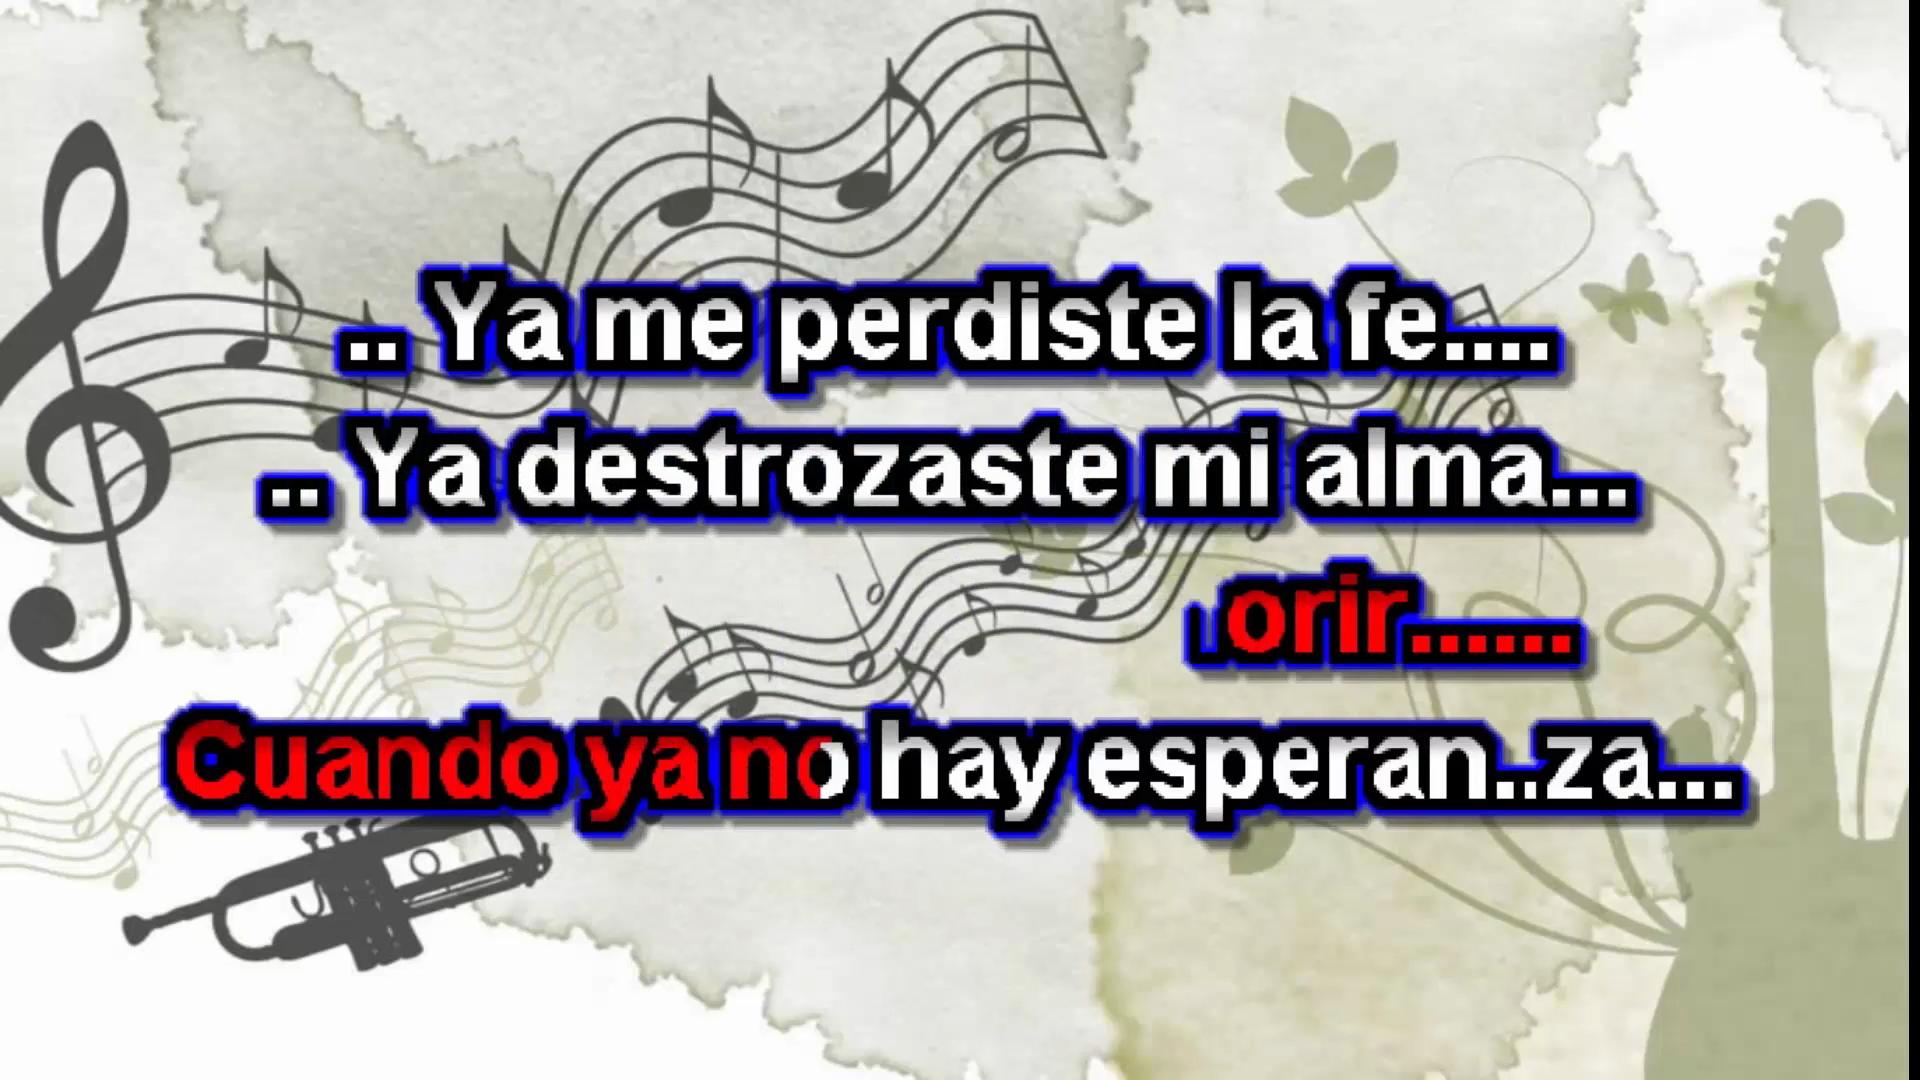 .. Ya me perdiste la fe....
.. Ya destrozaste mi alma...
orir......
Cuando ya no hay esperan..za...